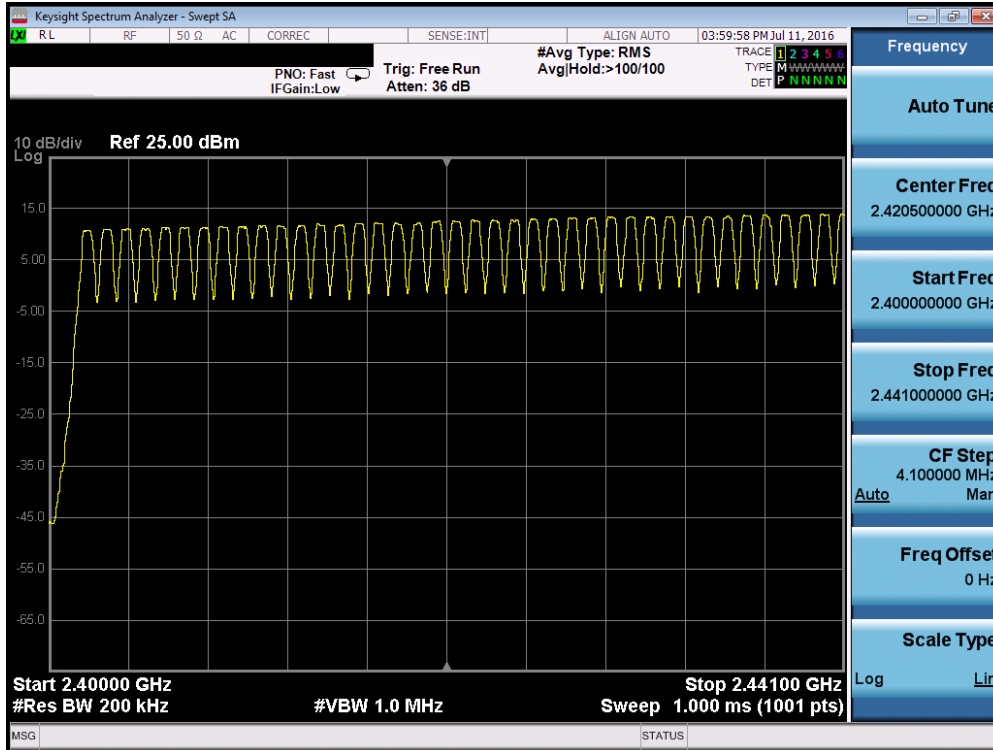 Keysight Spectrum Analyzer - Swept SA
LXI RL RF 50 Ω AC CORREC SENSE:INT ALIGN AUTO 03:59:58 PM Jul 11, 2016
PNO: Fast
IFGain:Low
Trig: Free Run
Atten: 36 dB
#Avg Type: RMS
Avg|Hold:>100/100
TRACE 1 2 3 4 5 6
TYPE M W W W W W
DET P N N N N N
10 dB/div
Log
Ref 25.00 dBm
15.0
5.00
-5.00
-15.0
-25.0
-35.0
-45.0
-55.0
-65.0
Start 2.40000 GHz
#Res BW 200 kHz
#VBW 1.0 MHz
Stop 2.44100 GHz
Sweep 1.000 ms (1001 pts)
MSG
STATUS
Frequency
Auto Tune
Center Freq
2.420500000 GHz
Start Freq
2.400000000 GHz
Stop Freq
2.441000000 GHz
CF Step
4.100000 MHz
Auto Man
Freq Offset
0 Hz
Scale Type
Log Lin